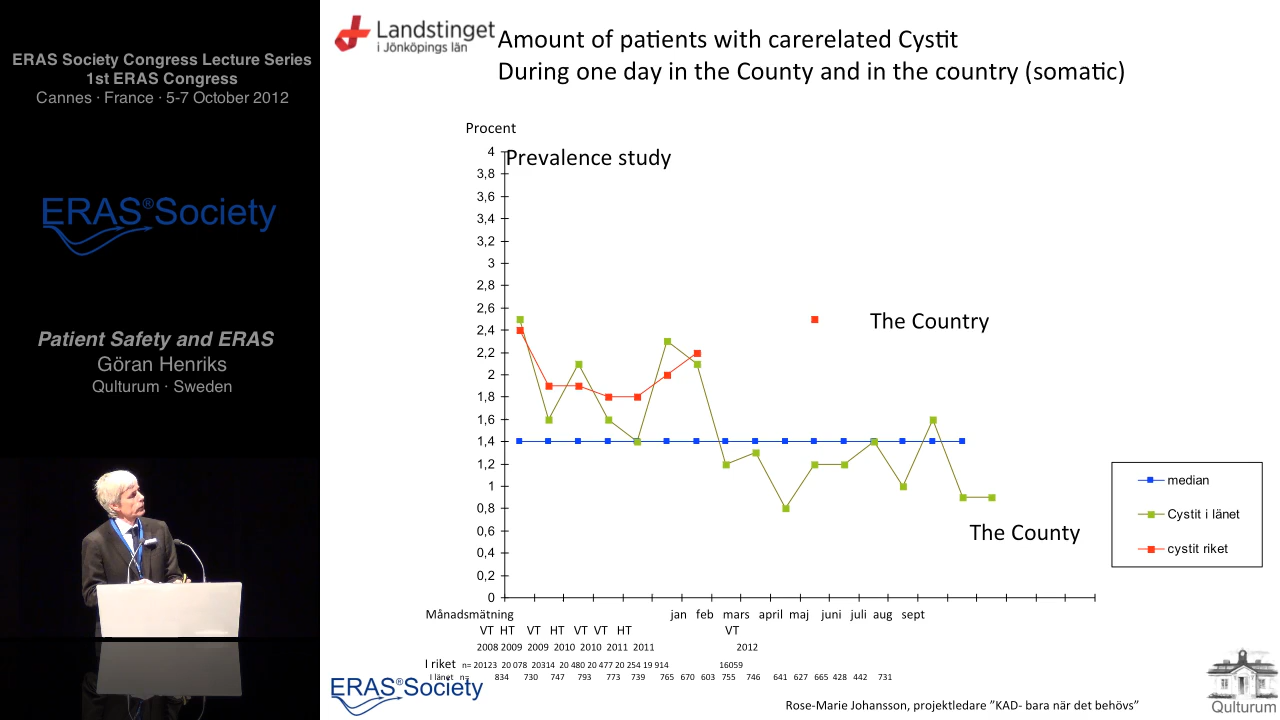 ERAS Society Congress Lecture Series
1st ERAS Congress
Cannes · France · 5-7 October 2012
ERAS®Society
Patient Safety and ERAS
Göran Henriks
Qulturum · Sweden
Landstinget
i Jönköpings län
Amount of patients with carerelated Cystit
During one day in the County and in the country (somatic)
Procent
Prevalence study
4
3,8
3,6
3,4
3,2
3
2,8
2,6
2,4
2,2
2
1,8
1,6
1,4
1,2
1
0,8
0,6
0,4
0,2
0
The Country
The County
median
Cystit i länet
cystit riket
Månadsmätning jan feb mars april maj juni juli aug sept
VT HT VT HT VT VT HT VT
2008 2009 2009 2010 2010 2011 2011 2012
I riket n= 20123 20 078 20314 20 480 20 477 20 254 19 914 16059
I länet n= 834 730 747 793 773 739 765 670 603 755 746 641 627 665 428 442 731
ERAS®Society
Rose-Marie Johansson, projektledare ”KAD- bara när det behövs”
Qulturum